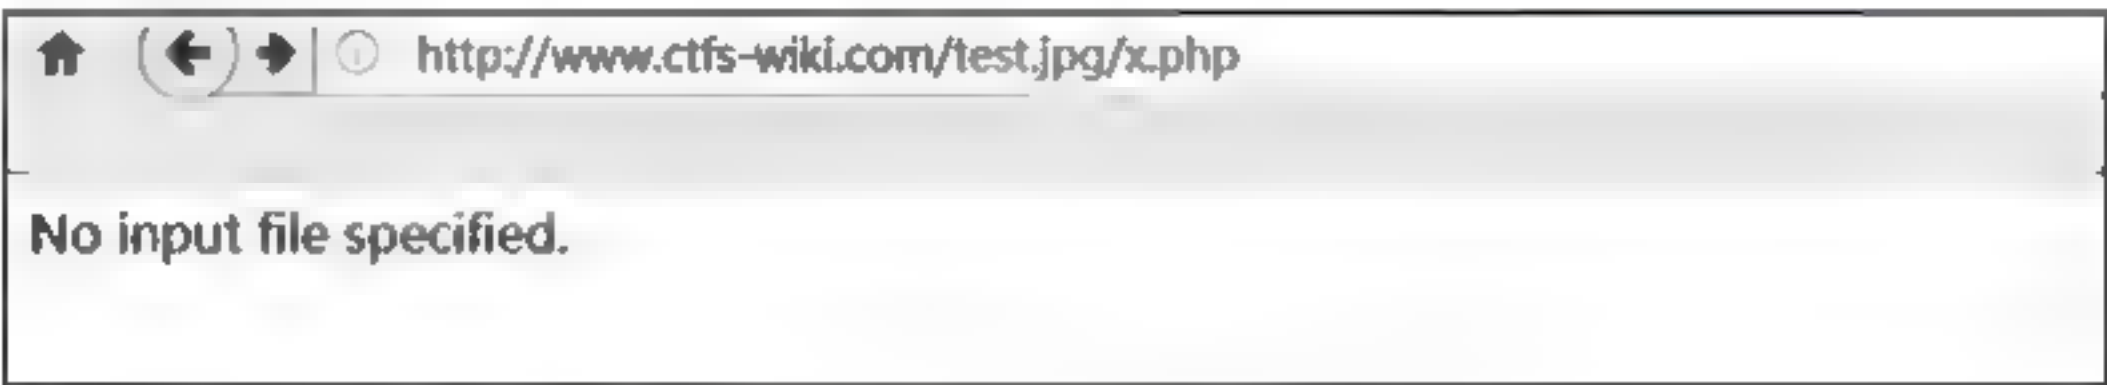 http://www.ctfs-wiki.com/test.jpg/x.php
No input file specified.